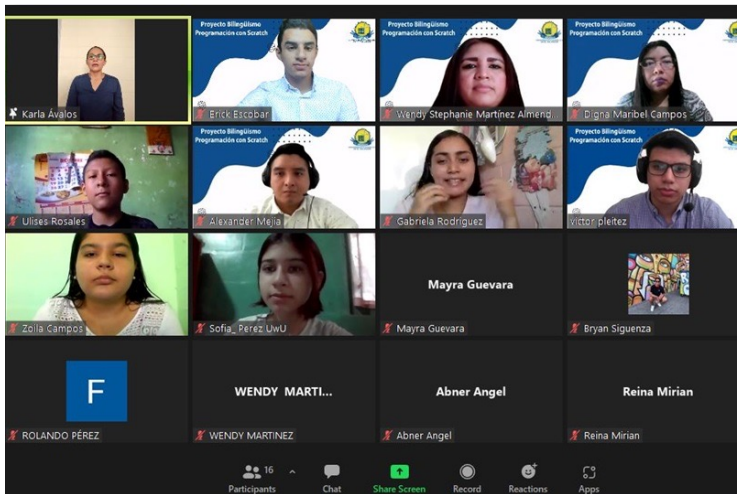 Proyecto Bilingüismo
Programación con Scratch
Proyecto Bilingüismo
Programación con Scratch
Proyecto Bilingüismo
Programación con Scratch
Karla Ávalos
Erick Escobar
Wendy Stephanie Martínez Almend...
Digna Maribel Campos
Proyecto Bilingüismo
Programación con Scratch
Proyecto Bilingüismo
Programación con Scratch
Ulises Rosales
Alexander Mejía
Gabriela Rodríguez
victor pleitez
Mayra Guevara
Zoila Campos
Sofia_ Perez UwU
Mayra Guevara
Bryan Siguenza
F
WENDY MARTI...
Abner Angel
Reina Mirian
ROLANDO PÉREZ
WENDY MARTINEZ
Abner Angel
Reina Mirian
16
Participants
Chat
Share Screen
Record
Reactions
Apps